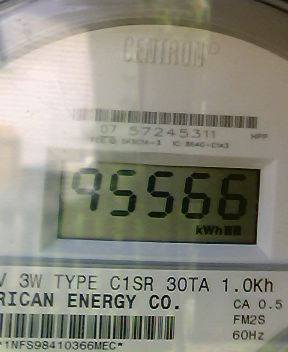 CENTRON
07 57245311 HPP
95566
kWh
V 3W TYPE C1SR 30TA 1.0Kh
RICAN ENERGY CO. CA 0.5
FM2S
60Hz
*1NFS98410366MEC*